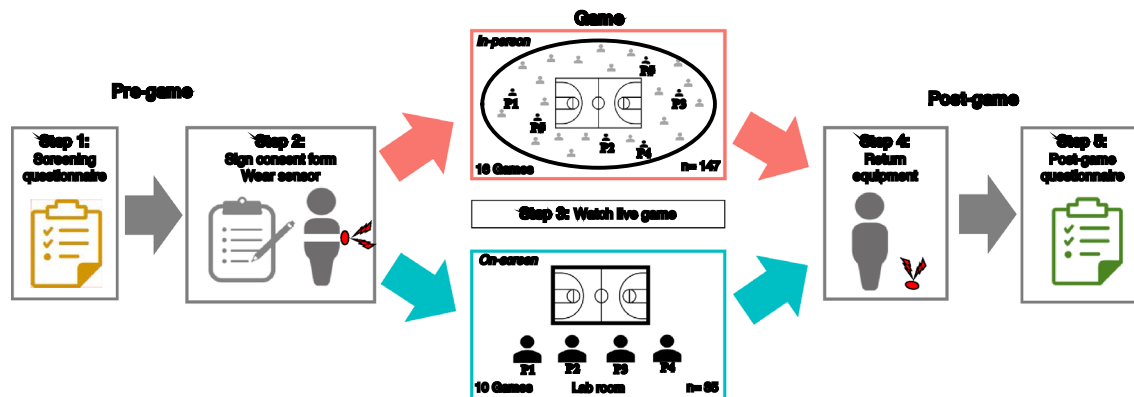 Pre-game
Step 1:
Screening
questionnaire
Step 2:
Sign consent form
Wear sensor
Game
In-person
P#
P1
P3
P#
P2
P4
16 Games
n= 147
Step 3: Watch live game
On-screen
P1
P2
P3
P4
10 Games
Lab room
n= 35
Post-game
Step 4:
Return
equipment
Step 5:
Post-game
questionnaire